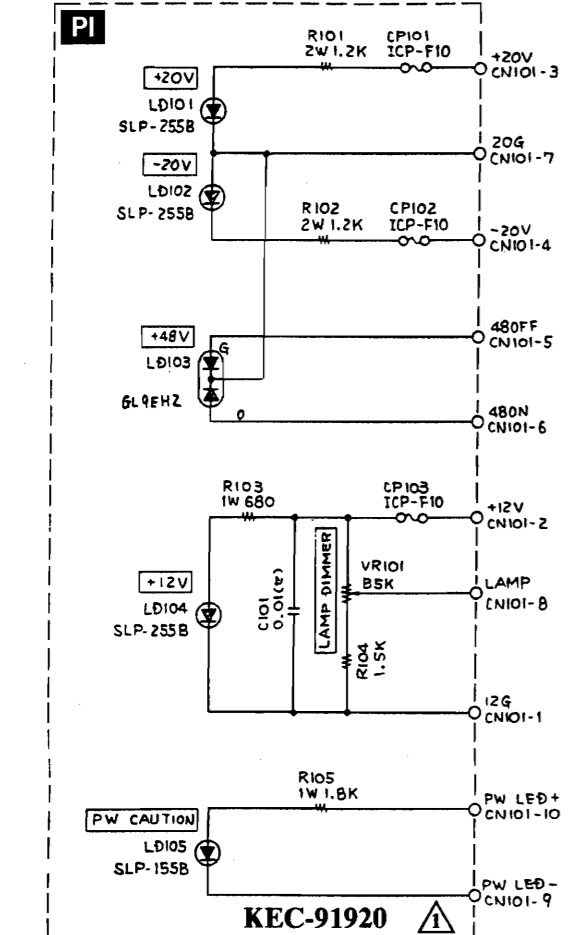 PI
R101
2W 1.2K
CP101
ICP-F10
+20V
CN101-3
+20V
LD101
SLP-255B
20G
CN101-7
-20V
LD102
SLP-255B
R102
2W 1.2K
CP102
ICP-F10
-20V
CN101-4
+48V
LD103
G
GL9EH2
O
48OFF
CN101-5
48ON
CN101-6
R103
1W 680
CP103
ICP-F10
+12V
CN101-2
+12V
LD104
SLP-255B
C101
0.01(z)
LAMP DIMMER
VR101
B5K
R104
1.5K
LAMP
CN101-8
12G
CN101-1
R105
1W 1.8K
PW CAUTION
LD105
SLP-155B
PW LED+
CN101-10
PW LED-
CN101-9
KEC-91920
1